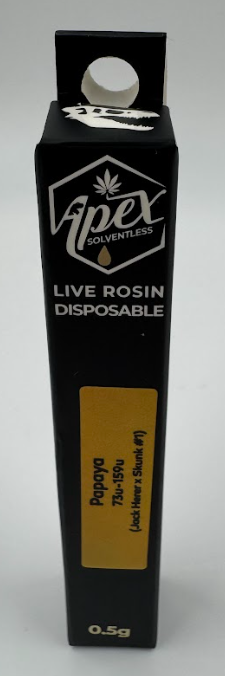 Apex
SOLVENTLESS
LIVE ROSIN
DISPOSABLE
Papaya
73u-159u
(Jack Herer x Skunk #1)
0.5g